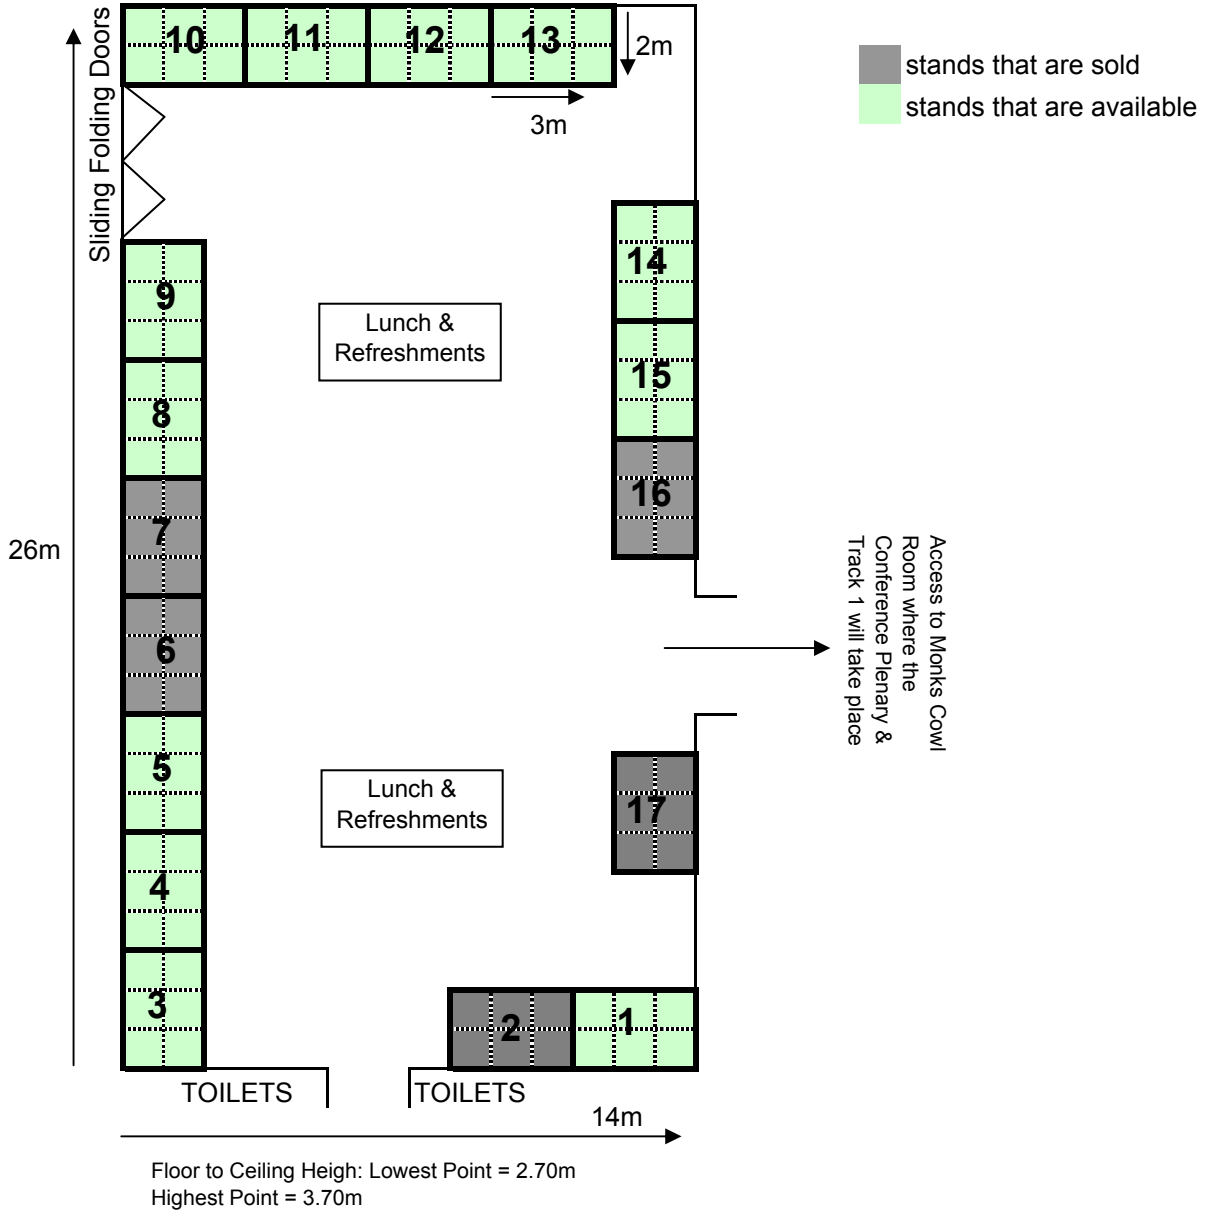 10
11
12
13
2m
3m
stands that are sold
stands that are available
Sliding Folding Doors
14
9
Lunch &
Refreshments
15
8
16
7
26m
Access to Monks Cowl
Room where the
Conference Plenary &
Track 1 will take place
6
5
Lunch &
Refreshments
17
4
3
2
1
TOILETS
TOILETS
14m
Floor to Ceiling Heigh: Lowest Point = 2.70m
Highest Point = 3.70m